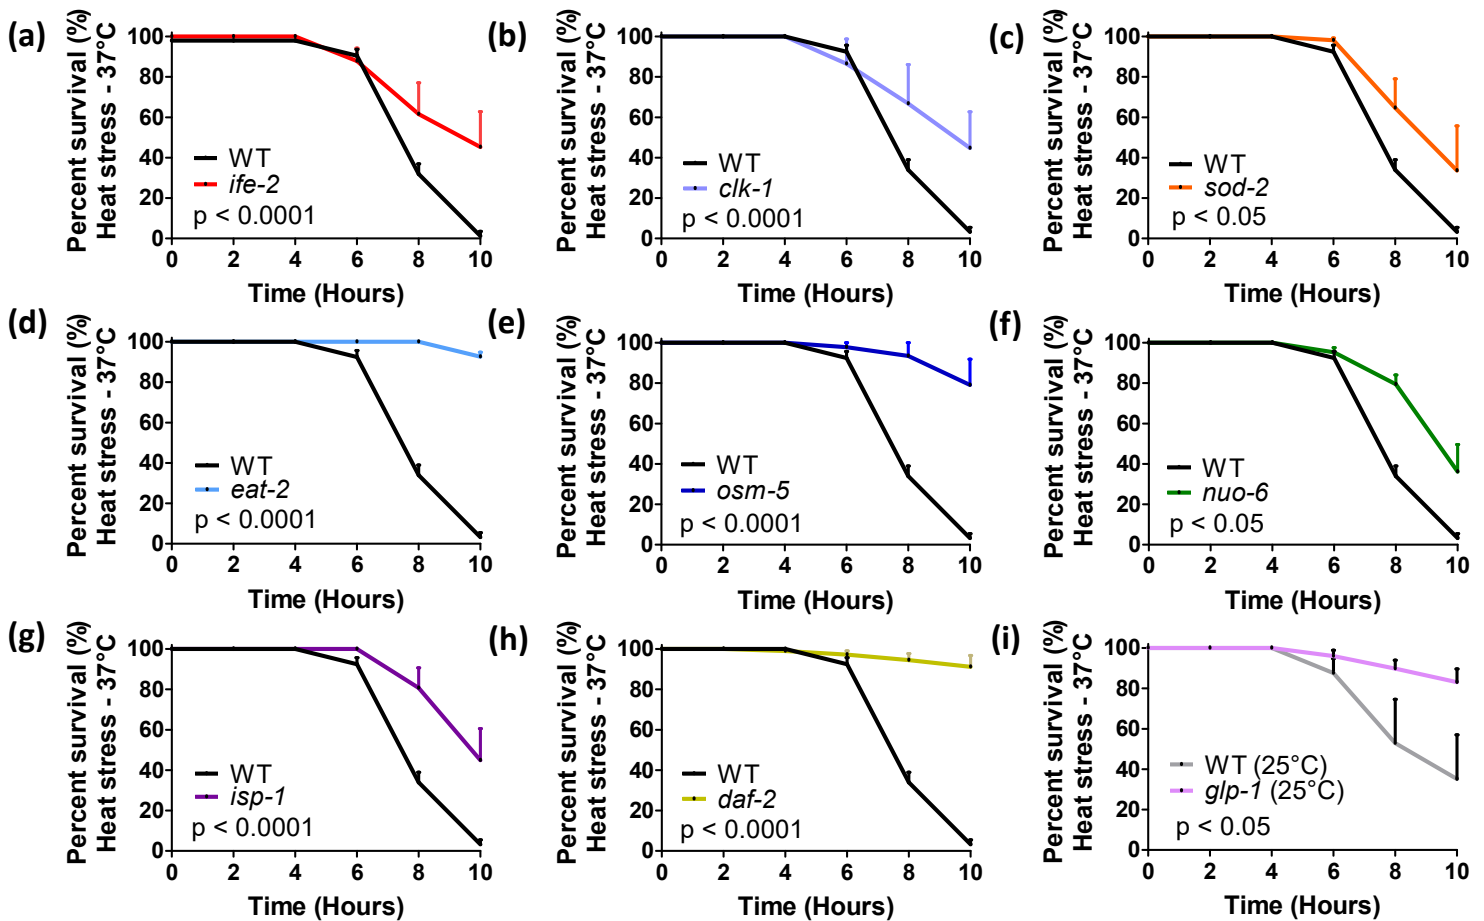 (a)
Percent survival (%)
Heat stress - 37°C
100
80
60
40
20
0
WT
ife-2
p < 0.0001
0 2 4 6 8 10
Time (Hours)
(b)
Percent survival (%)
Heat stress - 37°C
100
80
60
40
20
0
WT
clk-1
p < 0.0001
0 2 4 6 8 10
Time (Hours)
(c)
Percent survival (%)
Heat stress - 37°C
100
80
60
40
20
0
WT
sod-2
p < 0.05
0 2 4 6 8 10
Time (Hours)
(d)
Percent survival (%)
Heat stress - 37°C
100
80
60
40
20
0
WT
eat-2
p < 0.0001
0 2 4 6 8 10
Time (Hours)
(e)
Percent survival (%)
Heat stress - 37°C
100
80
60
40
20
0
WT
osm-5
p < 0.0001
0 2 4 6 8 10
Time (Hours)
(f)
Percent survival (%)
Heat stress - 37°C
100
80
60
40
20
0
WT
nuo-6
p < 0.05
0 2 4 6 8 10
Time (Hours)
(g)
Percent survival (%)
Heat stress - 37°C
100
80
60
40
20
0
WT
isp-1
p < 0.0001
0 2 4 6 8 10
Time (Hours)
(h)
Percent survival (%)
Heat stress - 37°C
100
80
60
40
20
0
WT
daf-2
p < 0.0001
0 2 4 6 8 10
Time (Hours)
(i)
Percent survival (%)
Heat stress - 37°C
100
80
60
40
20
0
WT (25°C)
glp-1 (25°C)
p < 0.05
0 2 4 6 8 10
Time (Hours)